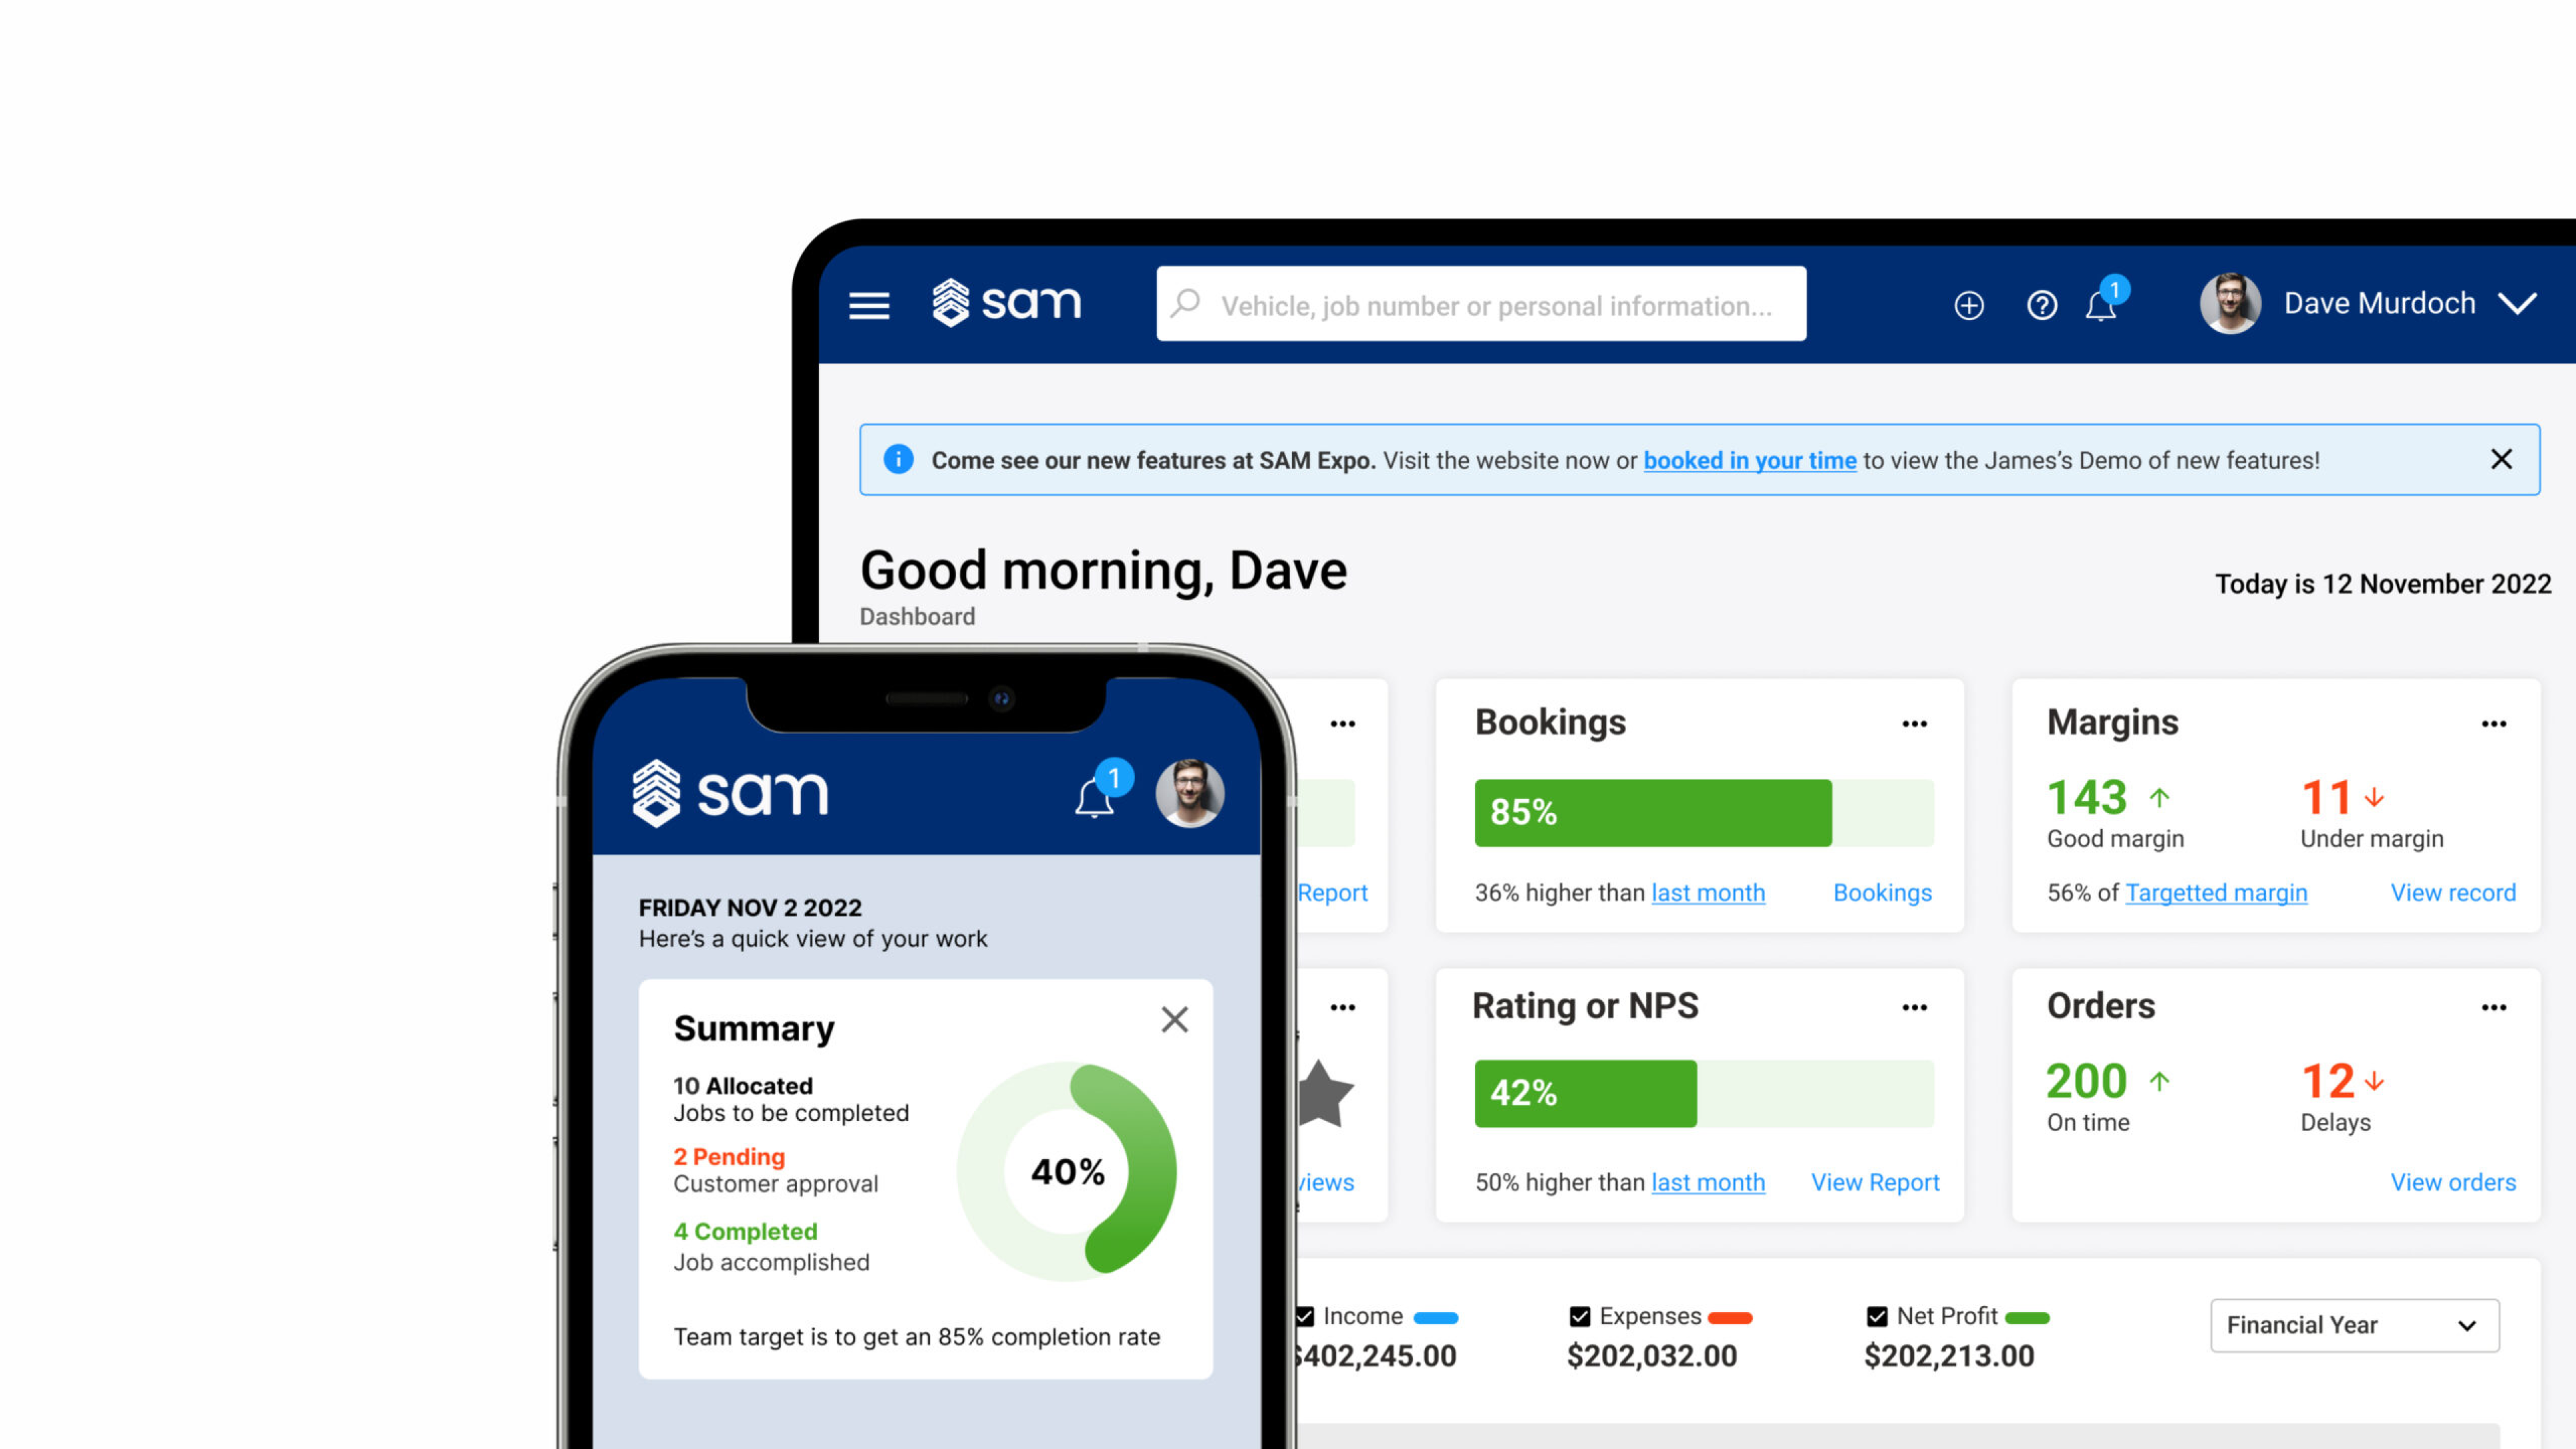 sam
Vehicle, job number or personal information...
1
Dave Murdoch
Come see our new features at SAM Expo. Visit the website now or booked in your time to view the James’s Demo of new features!
Good morning, Dave
Dashboard
Today is 12 November 2022
Report
Bookings
85%
36% higher than last month
Bookings
Margins
143
Good margin
11
Under margin
56% of Targetted margin
View record
views
Rating or NPS
42%
50% higher than last month
View Report
Orders
200
On time
12
Delays
View orders
Income
$402,245.00
Expenses
$202,032.00
Net Profit
$202,213.00
Financial Year
sam
1
FRIDAY NOV 2 2022
Here’s a quick view of your work
Summary
10 Allocated
Jobs to be completed
2 Pending
Customer approval
4 Completed
Job accomplished
40%
Team target is to get an 85% completion rate